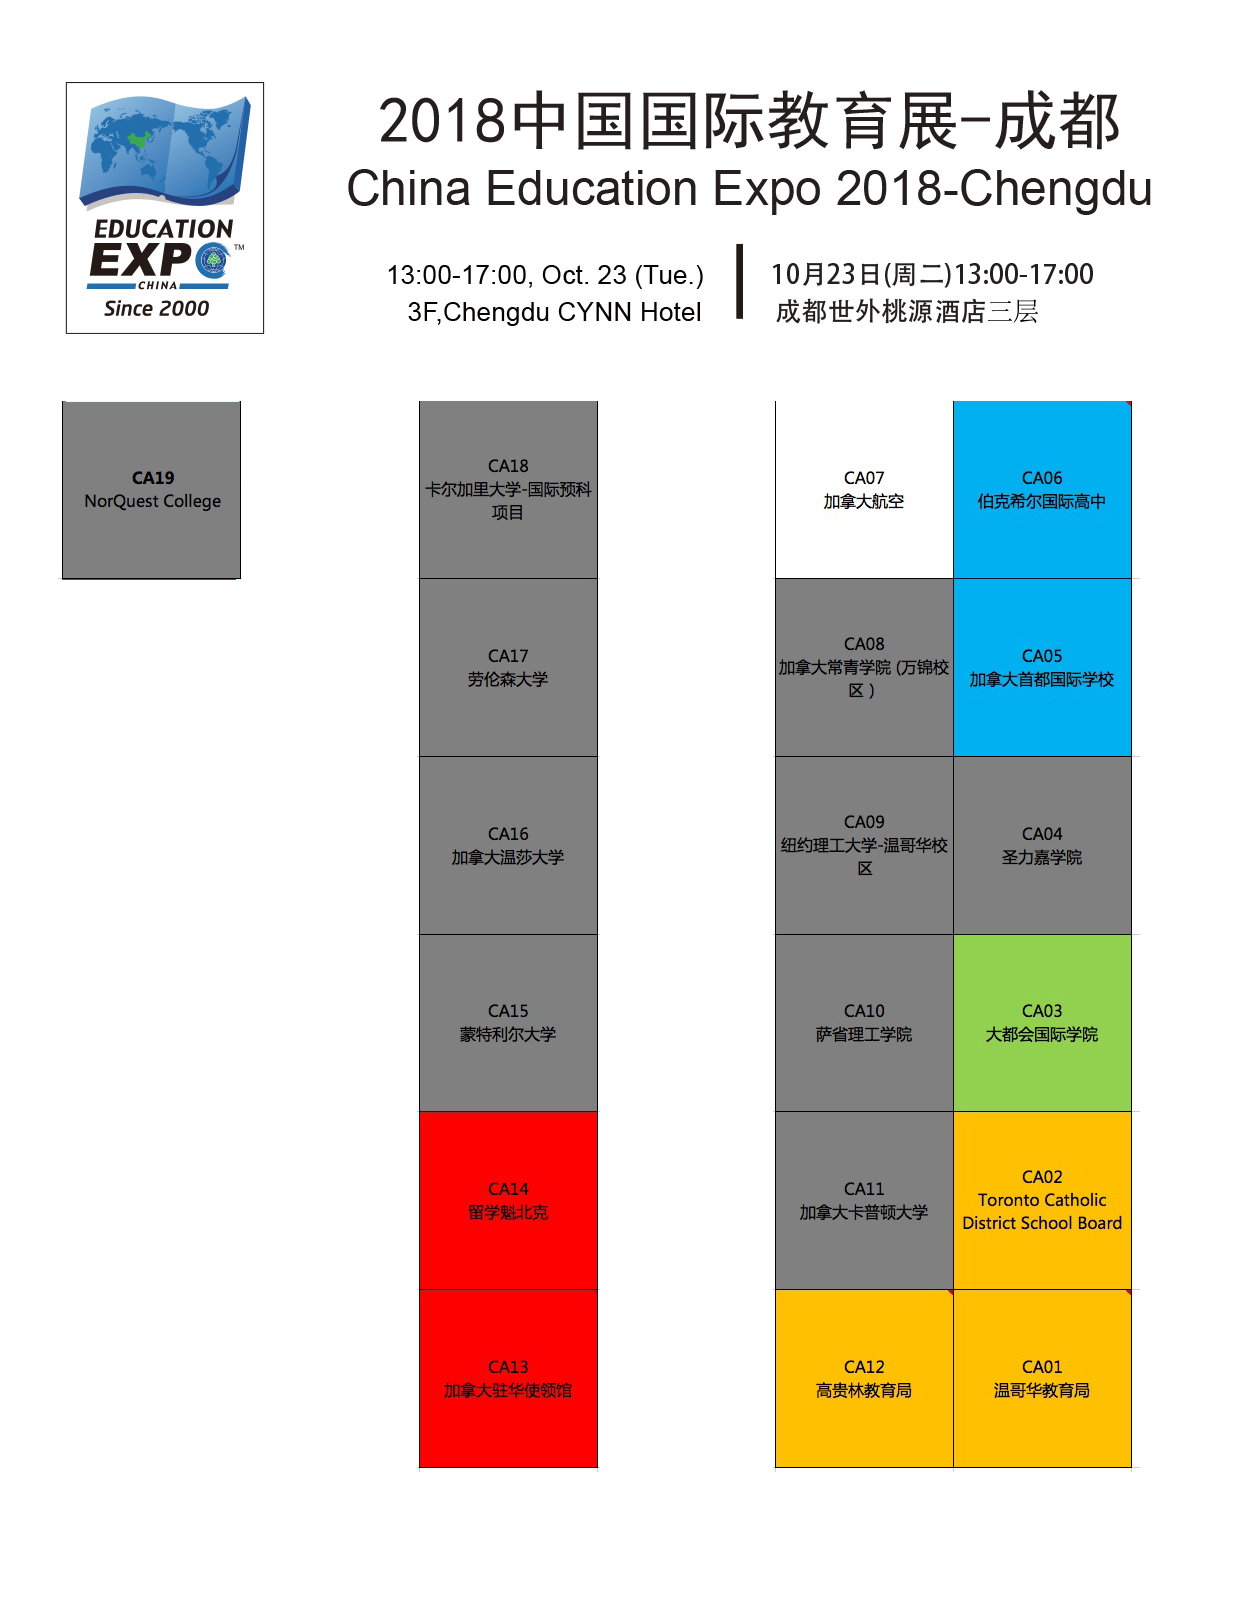 2018中国国际教育展-成都
China Education Expo 2018-Chengdu
EDUCATION
EXPO™
CHINA
Since 2000
13:00-17:00, Oct. 23 (Tue.)
3F,Chengdu CYNN Hotel
10月23日(周二)13:00-17:00
成都世外桃源酒店三层
CA19
NorQuest College
CA18
卡尔加里大学-国际预科
项目
CA17
劳伦森大学
CA16
加拿大温莎大学
CA15
蒙特利尔大学
CA14
留学魁北克
CA13
加拿大驻华使领馆
CA07
加拿大航空
CA08
加拿大常青学院 (万锦校
区 )
CA09
纽约理工大学-温哥华校
区
CA10
萨省理工学院
CA11
加拿大卡普顿大学
CA12
高贵林教育局
CA06
伯克希尔国际高中
CA05
加拿大首都国际学校
CA04
圣力嘉学院
CA03
大都会国际学院
CA02
Toronto Catholic
District School Board
CA01
温哥华教育局